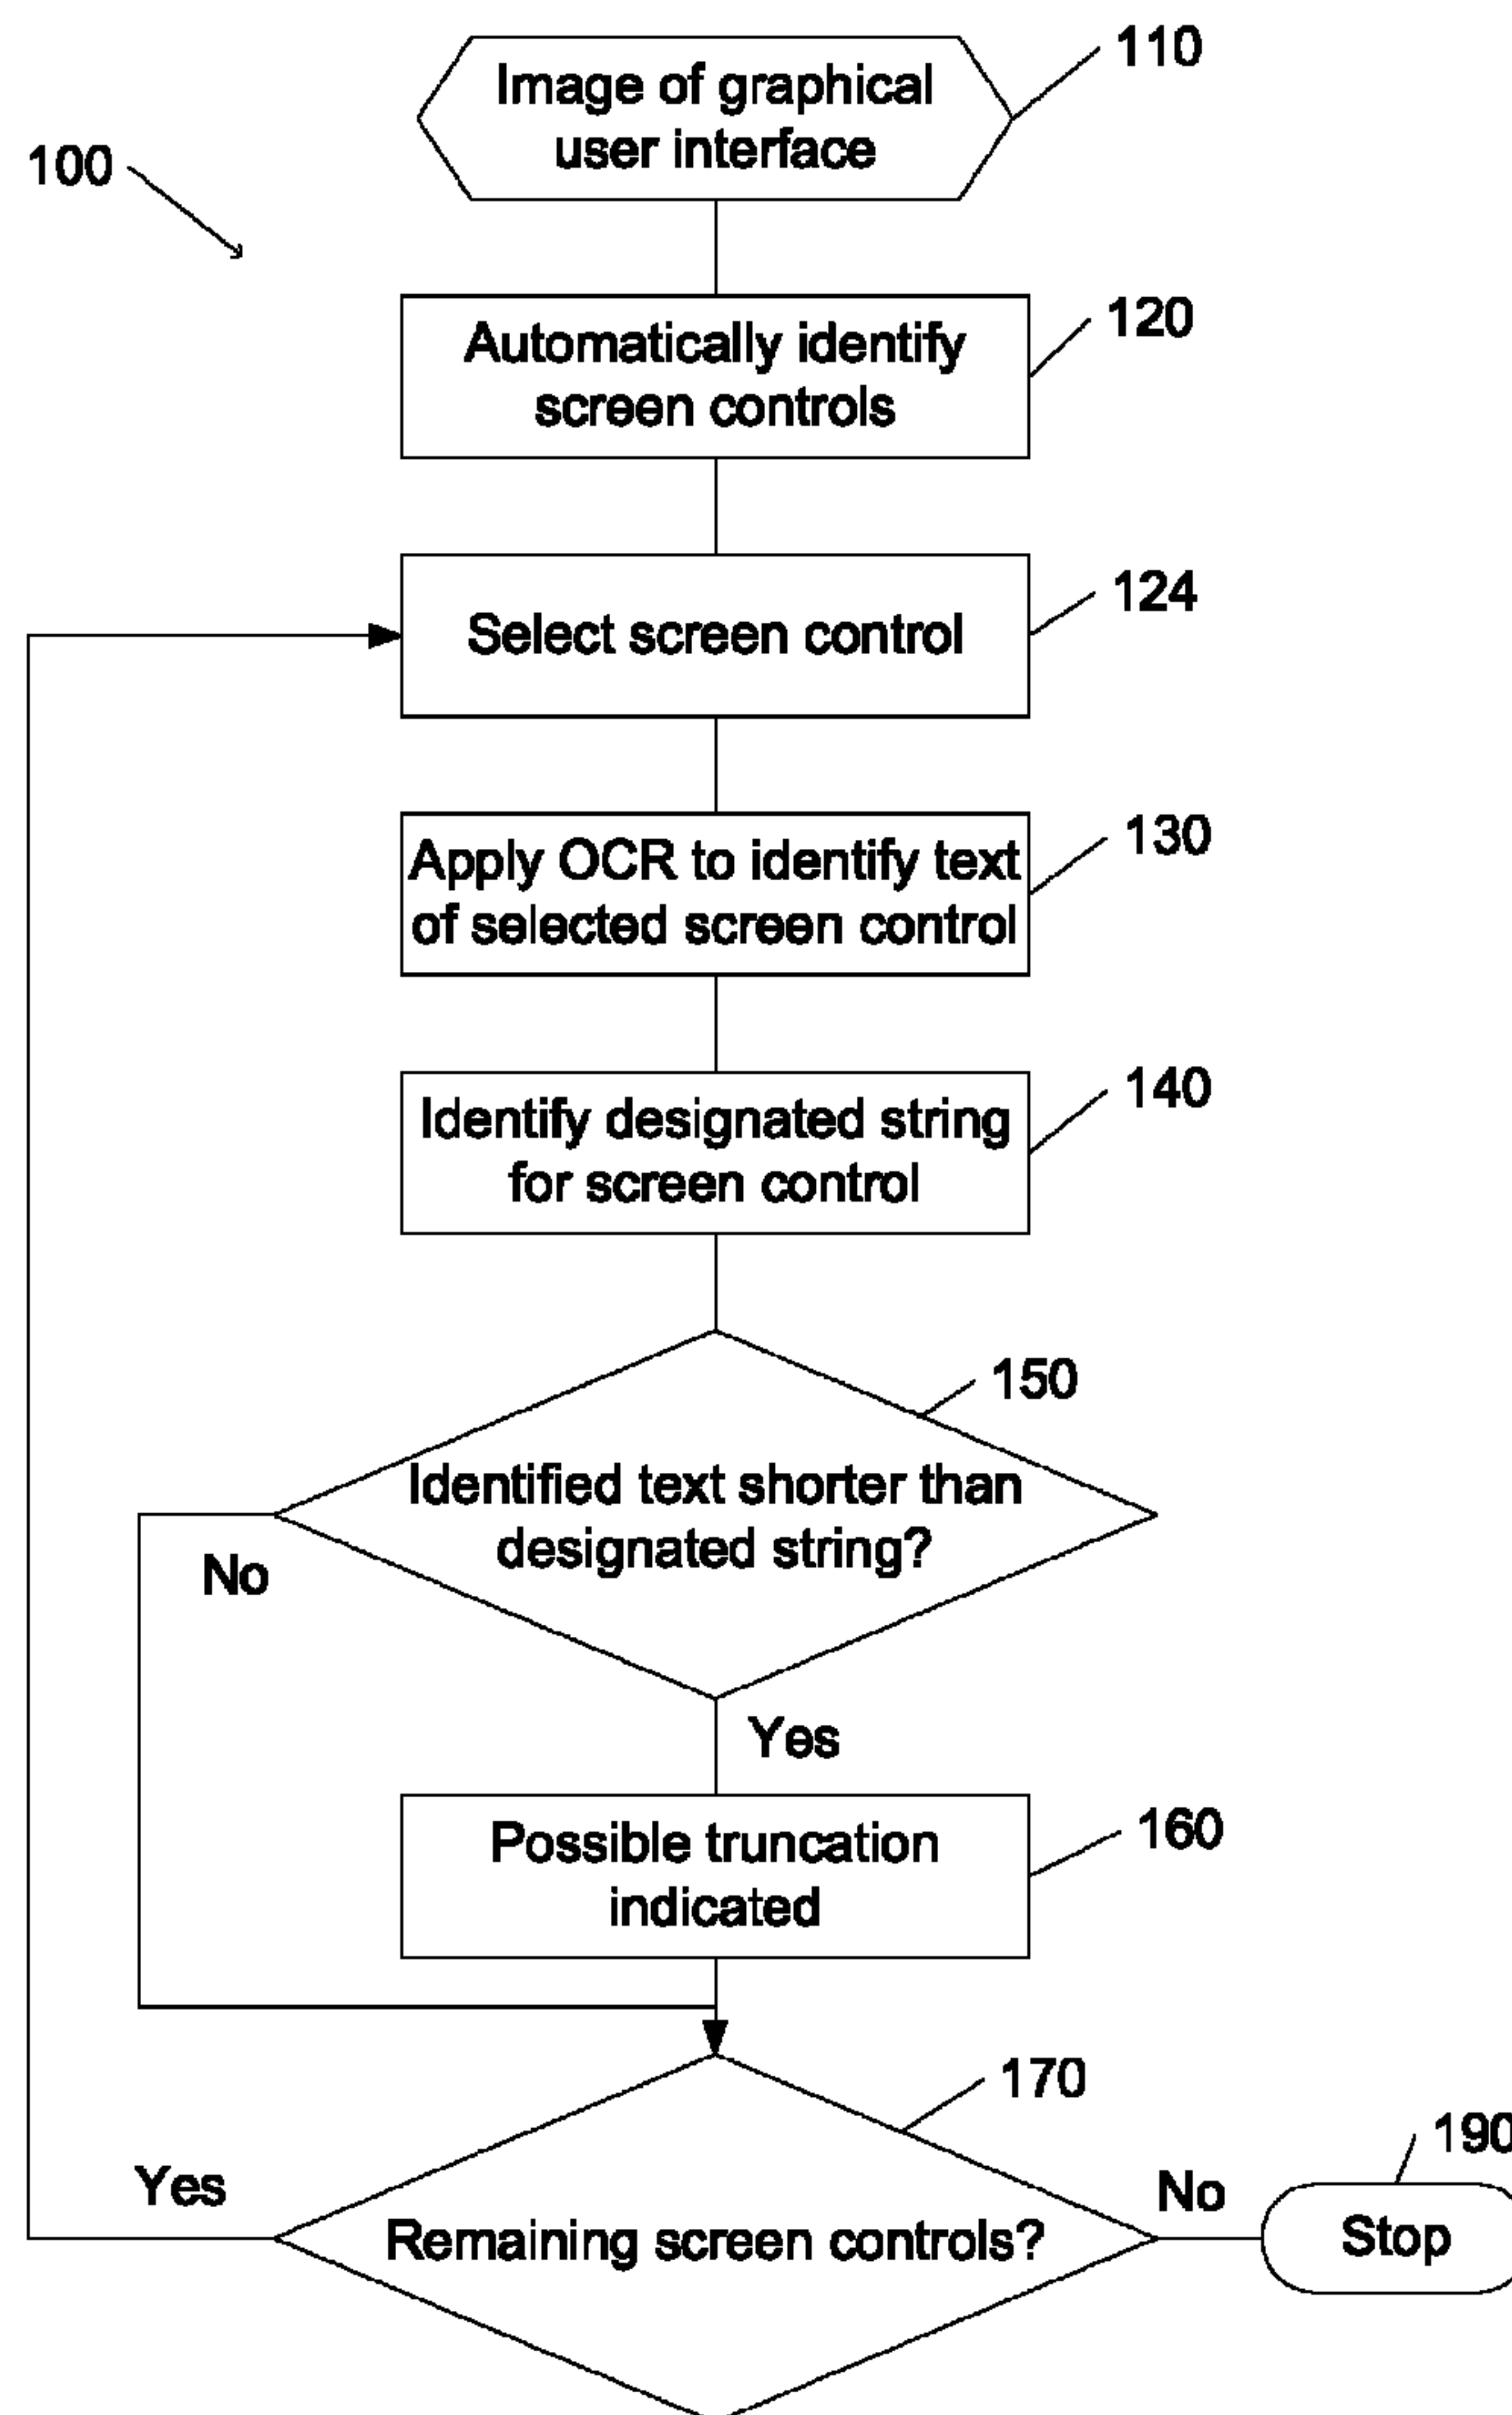 110
Image of graphical
user interface
100
120
Automatically identify
screen controls
124
Select screen control
130
Apply OCR to identify text
of selected screen control
140
Identify designated string
for screen control
150
Identified text shorter than
designated string?
No
Yes
160
Possible truncation
indicated
170
190
Yes
No
Remaining screen controls?
Stop